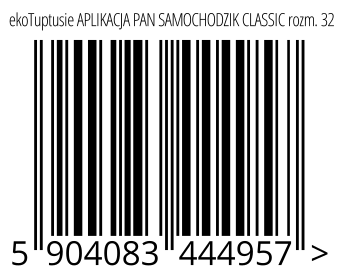 ekoTuptusie APLIKACJA PAN SAMOCHODZIK CLASSIC rozm. 32
5 904083 444957 >